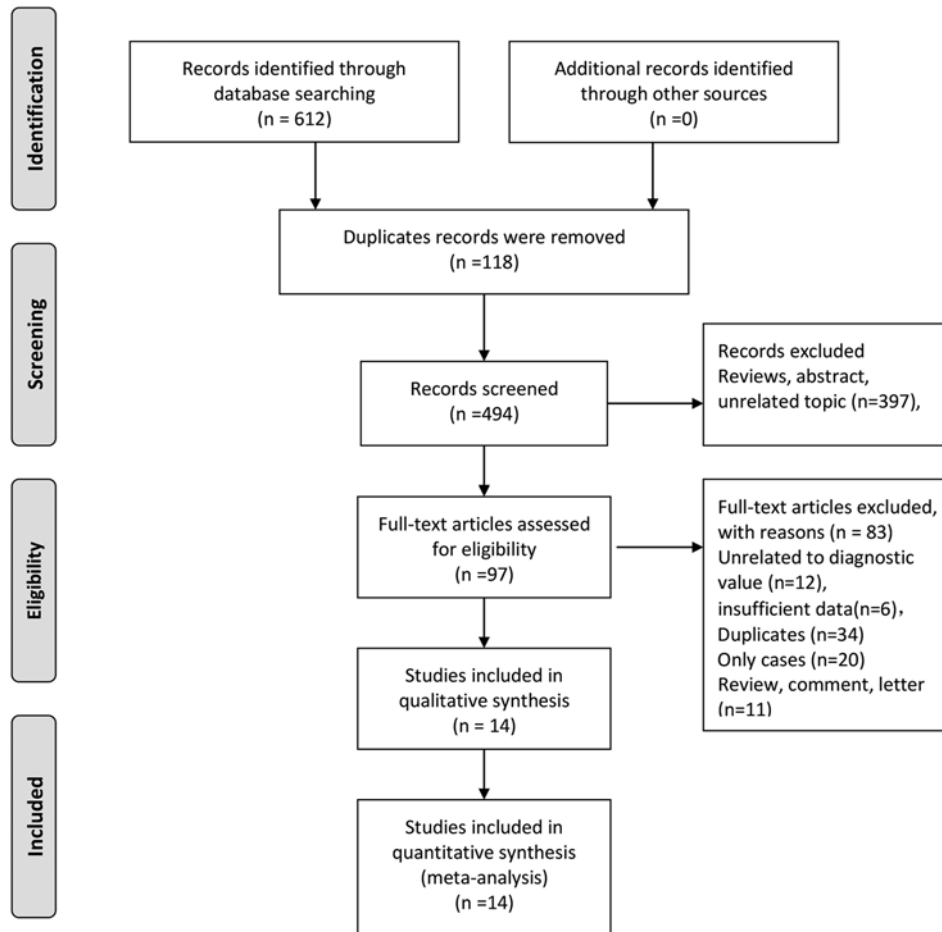 Identification
Records identified through
database searching
(n = 612)
Additional records identified
through other sources
(n =0)
Duplicates records were removed
(n =118)
Screening
Records screened
(n =494)
Records excluded
Reviews, abstract,
unrelated topic (n=397),
Eligibility
Full-text articles assessed
for eligibility
(n =97)
Full-text articles excluded,
with reasons (n = 83)
Unrelated to diagnostic
value (n=12),
insufficient data(n=6)，
Duplicates (n=34)
Only cases (n=20)
Review, comment, letter
(n=11)
Studies included in
qualitative synthesis
(n = 14)
Included
Studies included in
quantitative synthesis
(meta-analysis)
(n =14)